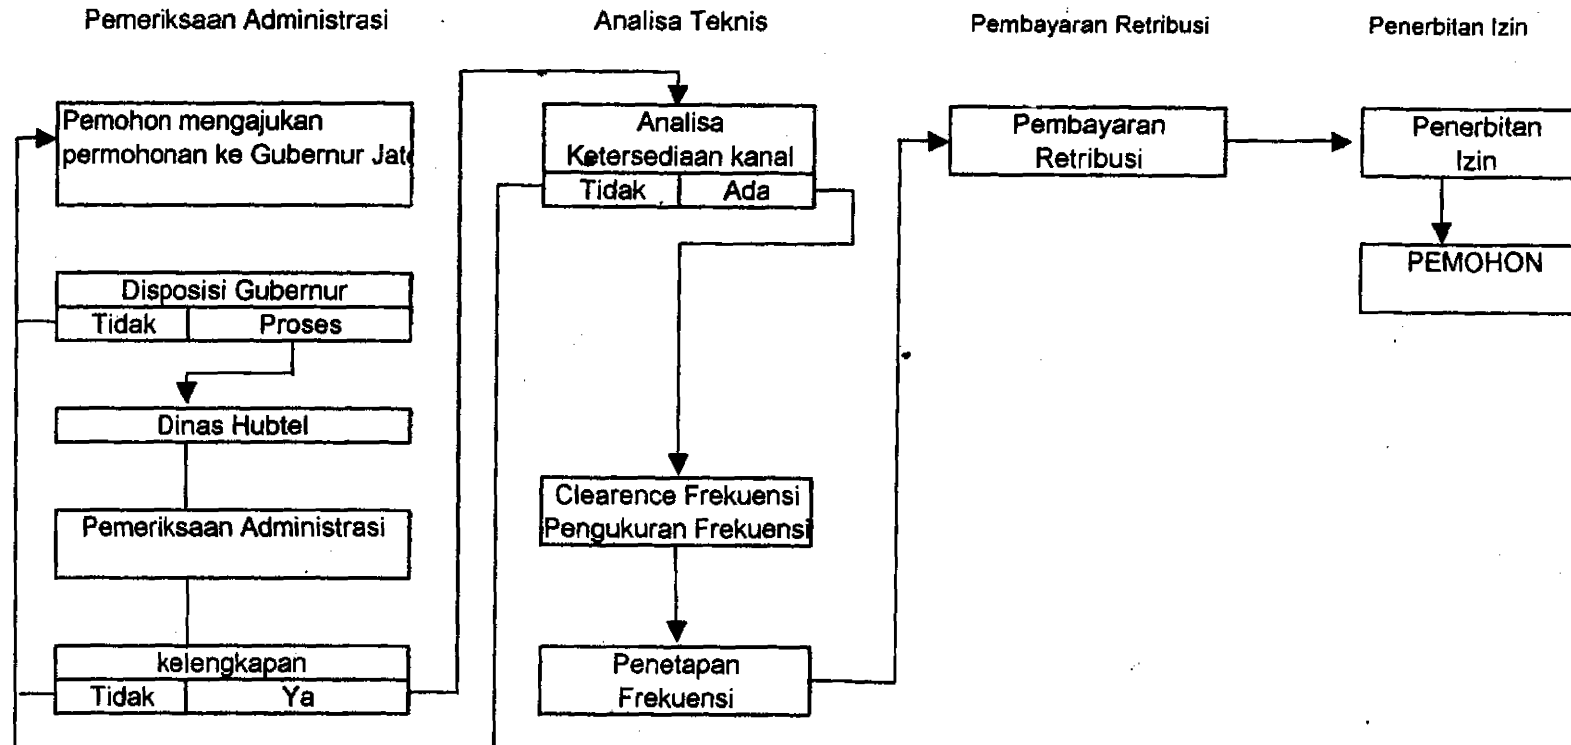 Pemeriksaan Administrasi
Analisa Teknis
Pembayaran Retribusi
Penerbitan Izin
Pemohon mengajukan
permohonan ke Gubernur Jat
Disposisi Gubernur
Tidak
Proses
Dinas Hubtel
Pemeriksaan Administrasi
kelengkapan
Tidak
Ya
Analisa
Ketersediaan kanal
Tidak
Ada
Clearence Frekuensi
Pengukuran Frekuensi
Penetapan
Frekuensi
Pembayaran
Retribusi
Penerbitan
Izin
PEMOHON